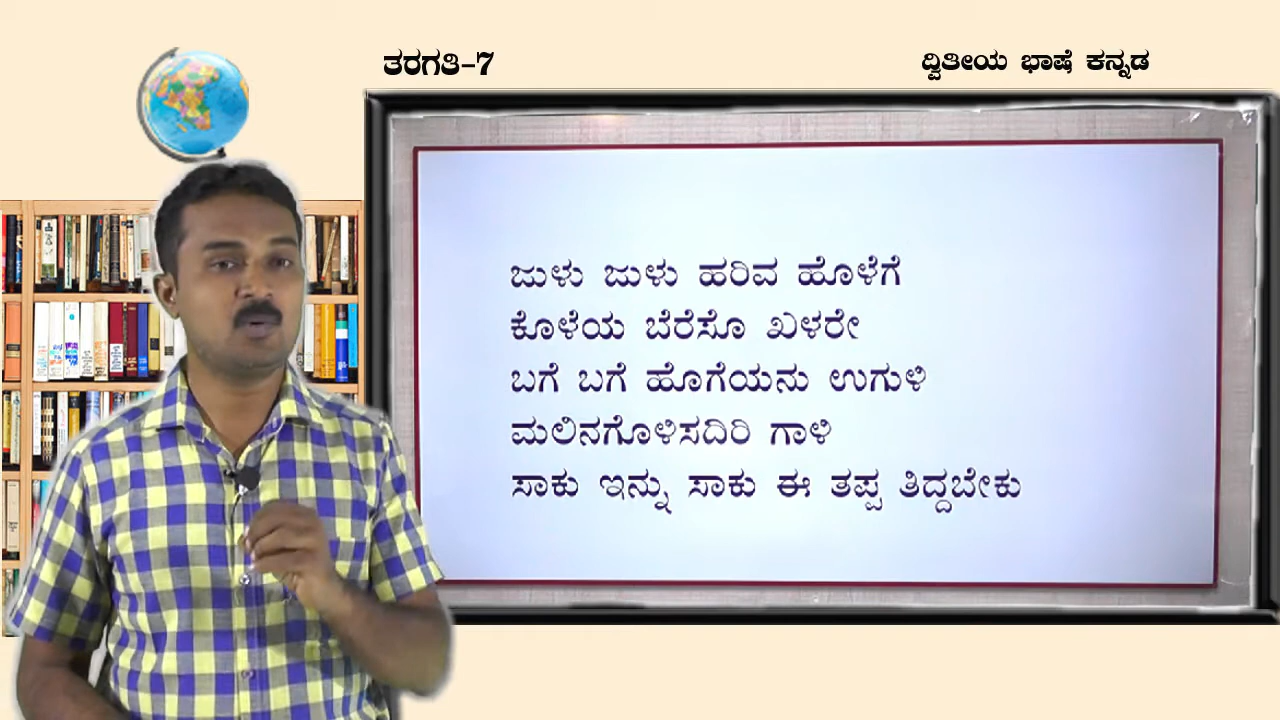 ತರಗತಿ-7
ದ್ವಿತೀಯ ಭಾಷೆ ಕನ್ನಡ
ಜುಳು ಜುಳು ಹರಿವ ಹೊಳೆಗೆ
ಕೊಳೆಯ ಬೆರೆಸೊ ಖಳರೇ
ಬಗೆ ಬಗೆ ಹೊಗೆಯನು ಉಗುಳಿ
ಮಲಿನಗೊಳಿಸದಿರಿ ಗಾಳಿ
ಸಾಕು ಇನ್ನು ಸಾಕು ಈ ತಪ್ಪ ತಿದ್ದಬೇಕು